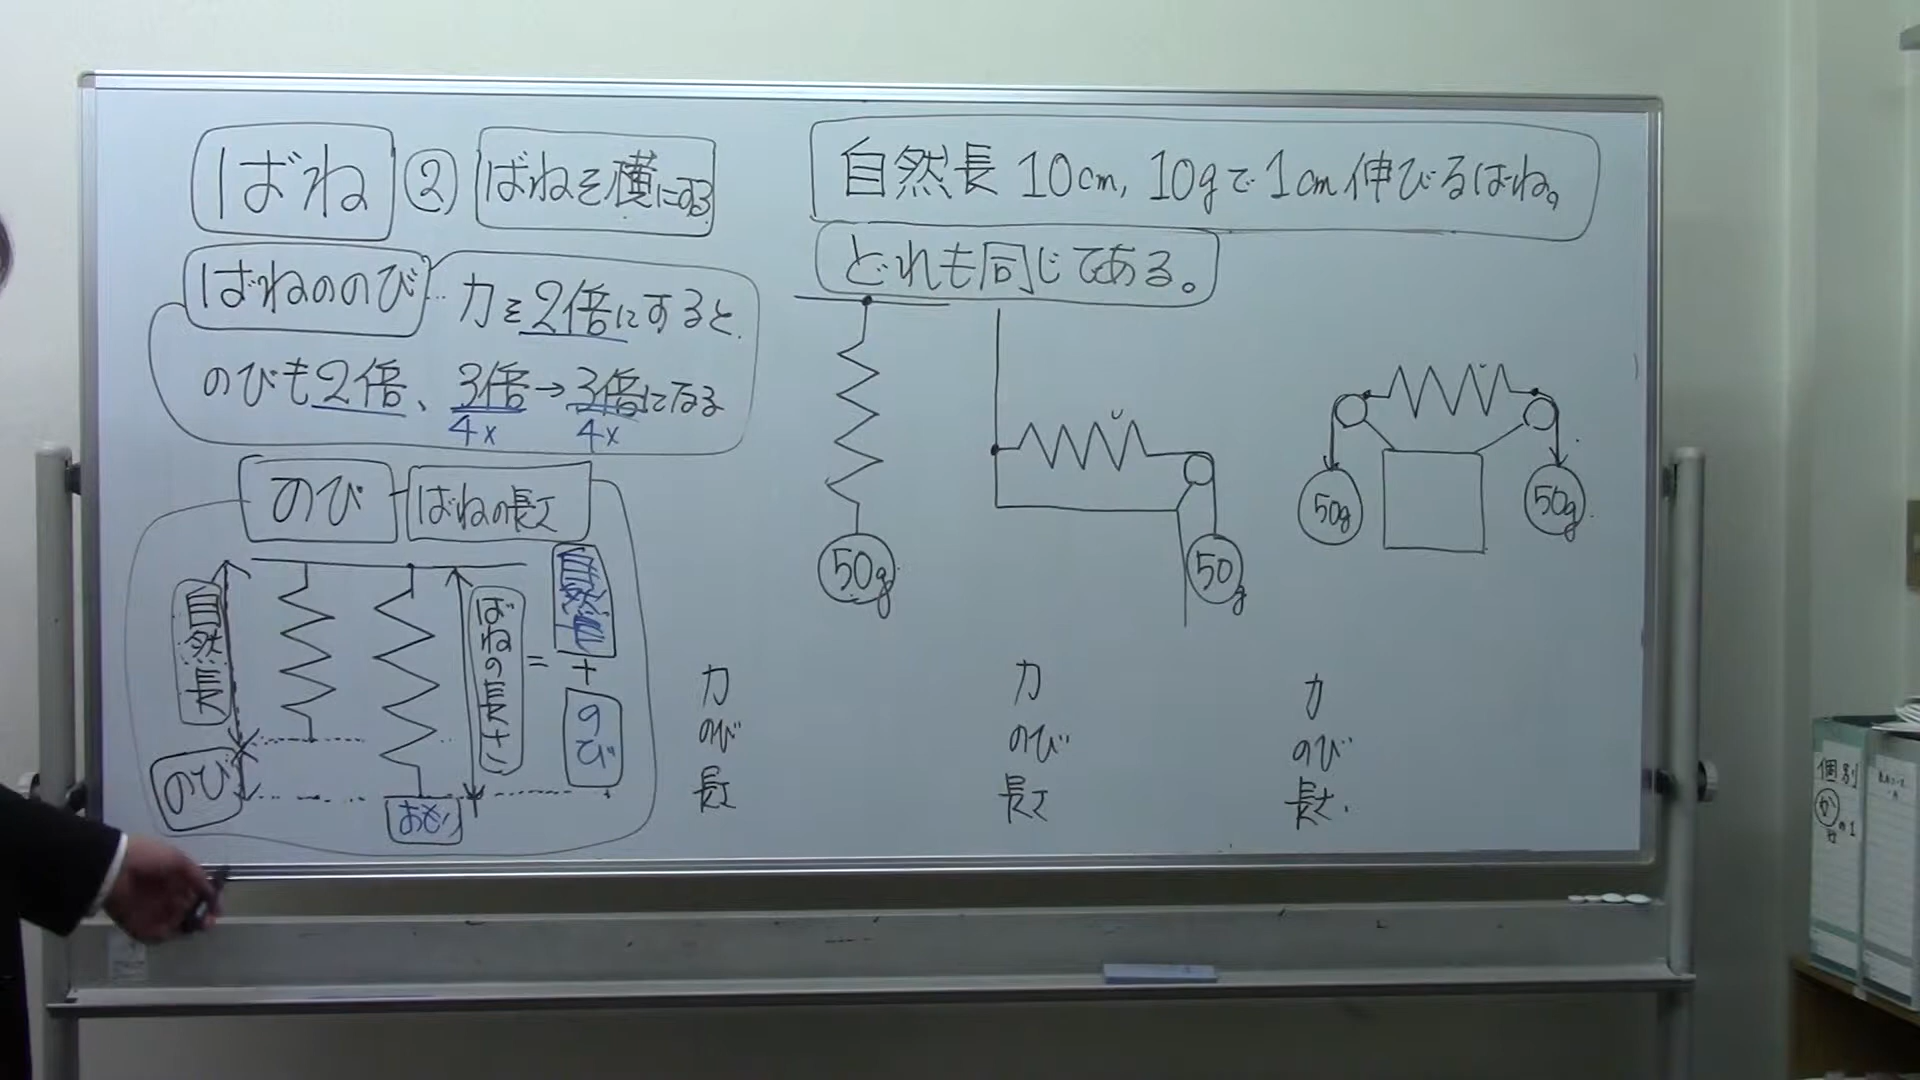 ばね ② ばねを横にする
ばねののび… 力を2倍にすると、
のびも2倍、3倍→3倍になる
4x 4x
のび ばねの長さ
自然長
のび
おもり
ばねの長さ
=
自然長
+
のび
自然長 10cm, 10gで1cm伸びるばね。
どれも同じである。
50g
50g
50g 50g
力
のび
長さ
力
のび
長さ
力
のび
長さ.
個別